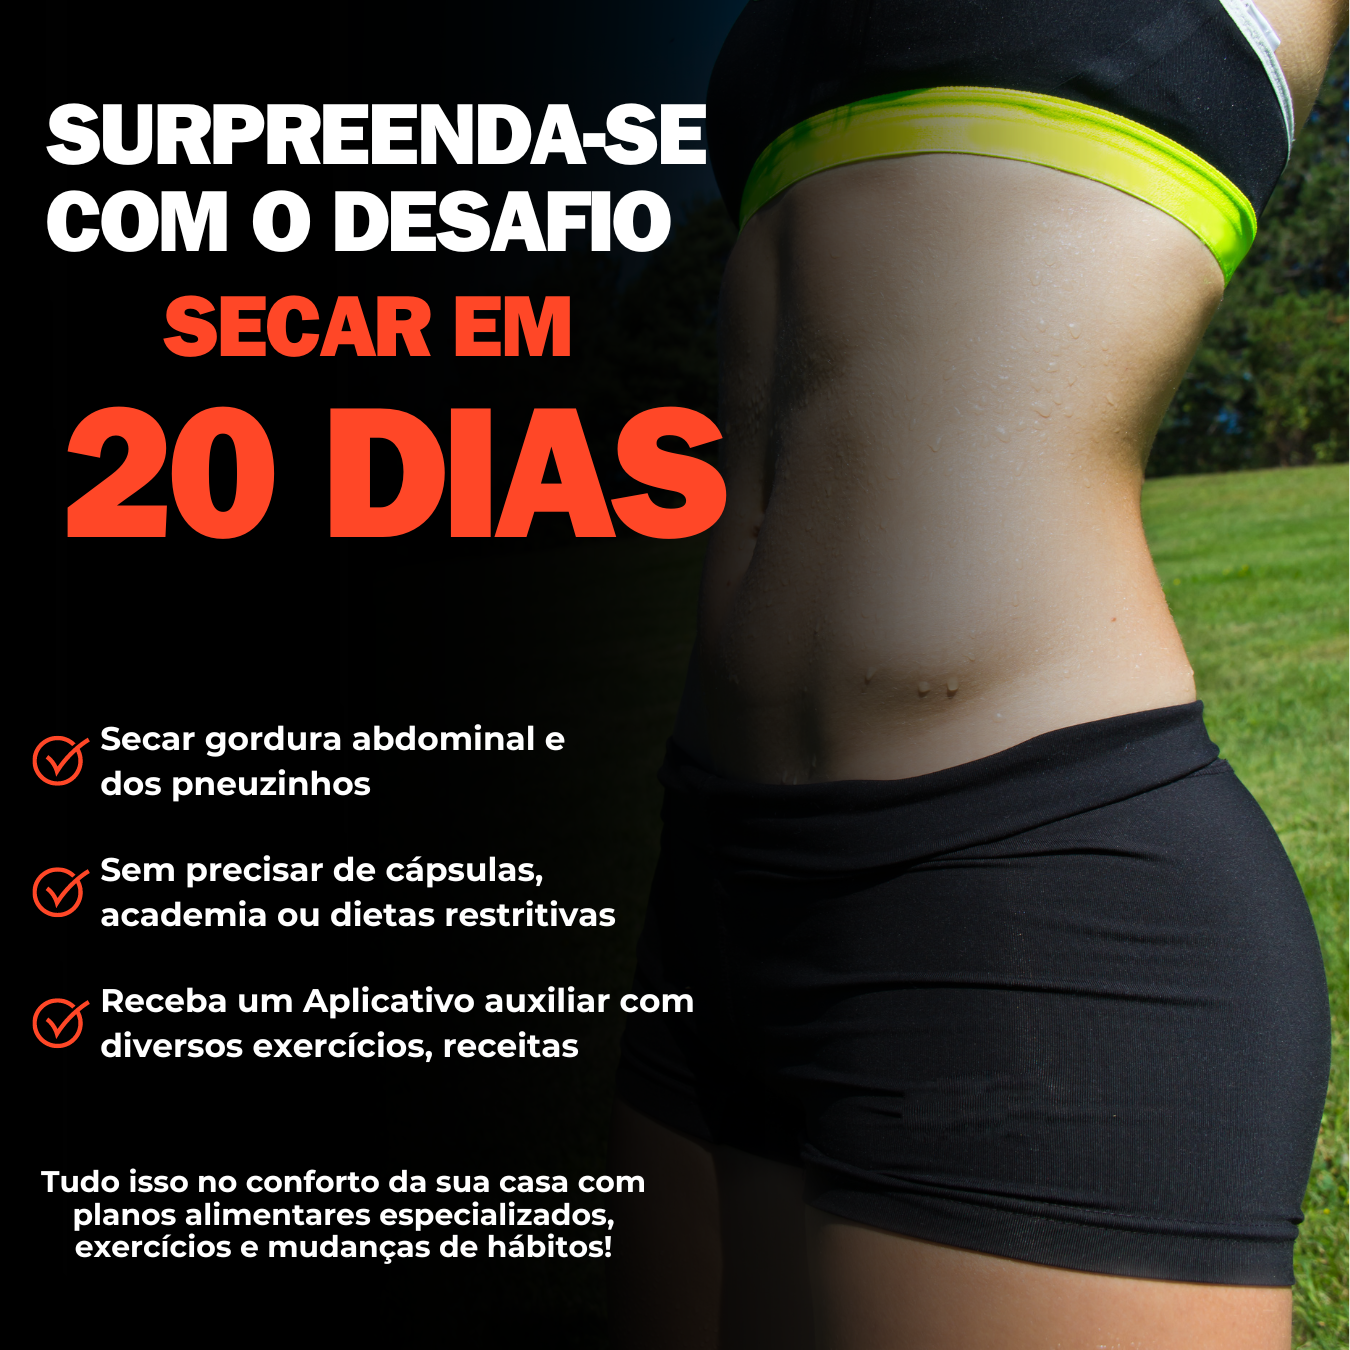 SURPREENDA-SE
COM O DESAFIO
SECAR EM
20 DIAS
Secar gordura abdominal e
dos pneuzinhos
Sem precisar de cápsulas,
academia ou dietas restritivas
Receba um Aplicativo auxiliar com
diversos exercícios, receitas
Tudo isso no conforto da sua casa com
planos alimentares especializados,
exercícios e mudanças de hábitos!